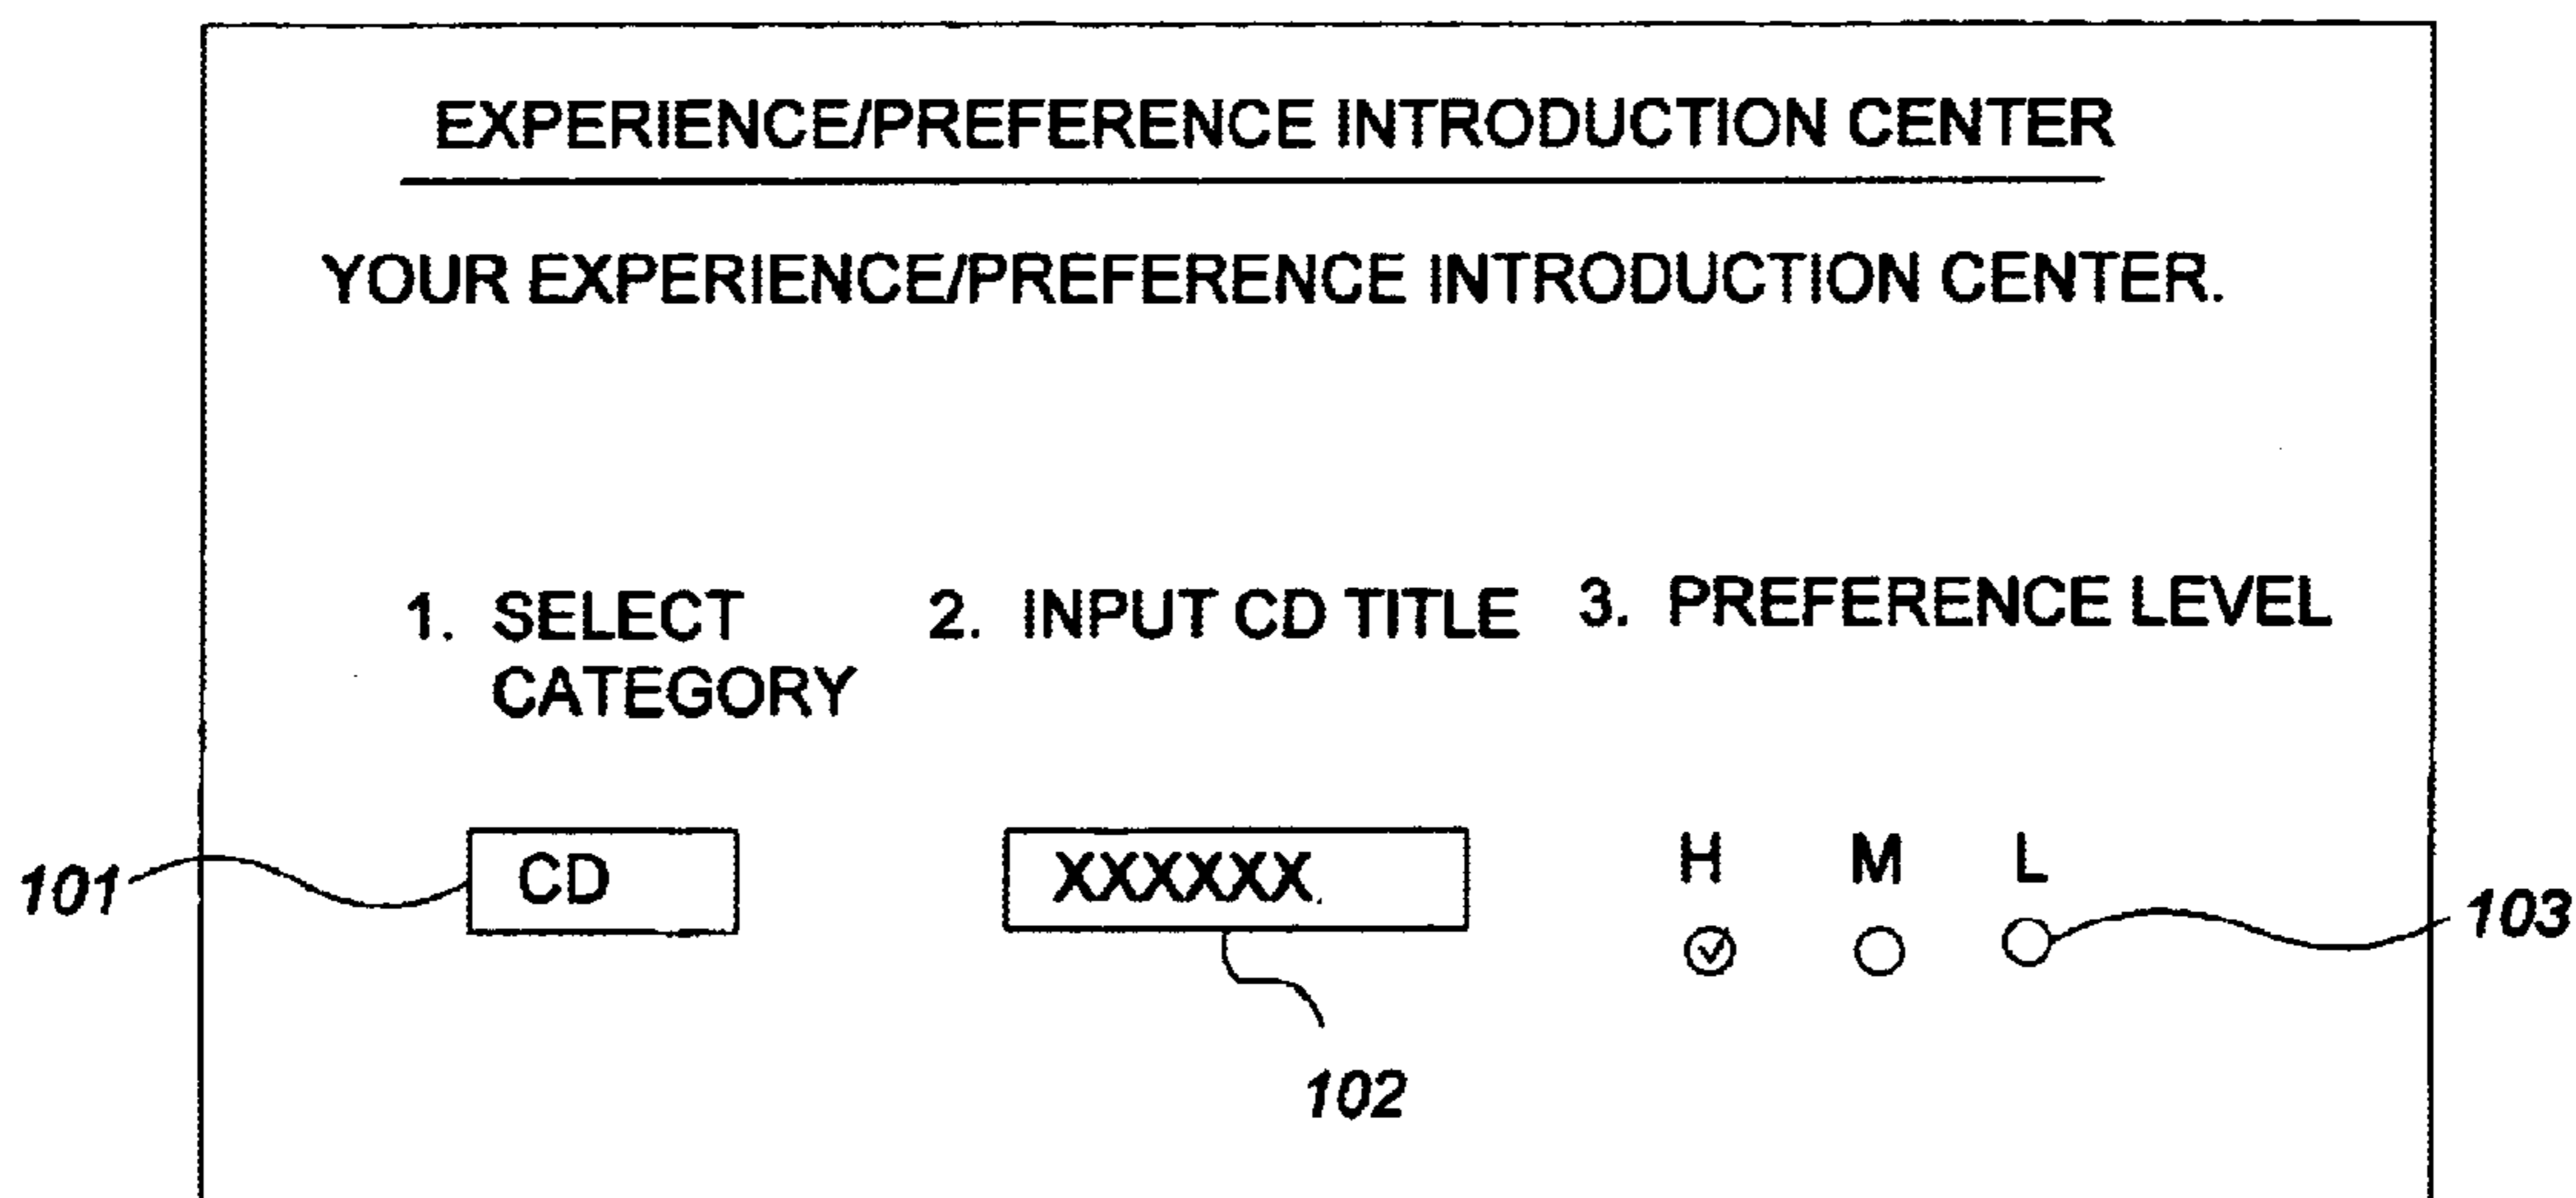 EXPERIENCE/PREFERENCE INTRODUCTION CENTER
YOUR EXPERIENCE/PREFERENCE INTRODUCTION CENTER.
1. SELECT CATEGORY
2. INPUT CD TITLE
3. PREFERENCE LEVEL
101
CD
XXXXXX.
H M L
103
102